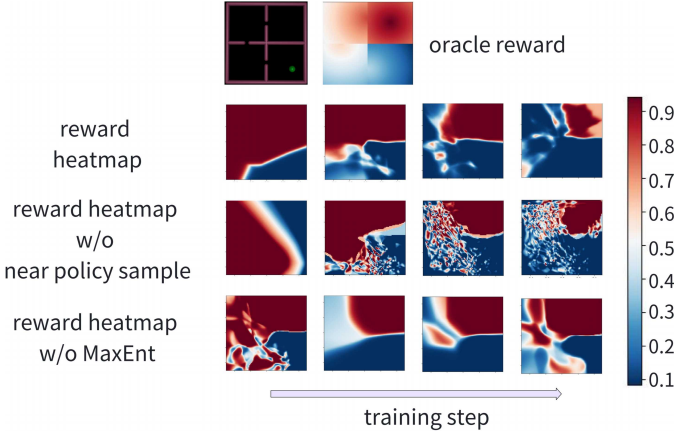 oracle reward
reward
heatmap
reward heatmap
w/o
near policy sample
reward heatmap
w/o MaxEnt
0.9
0.8
0.7
0.6
0.5
0.4
0.3
0.2
0.1
training step